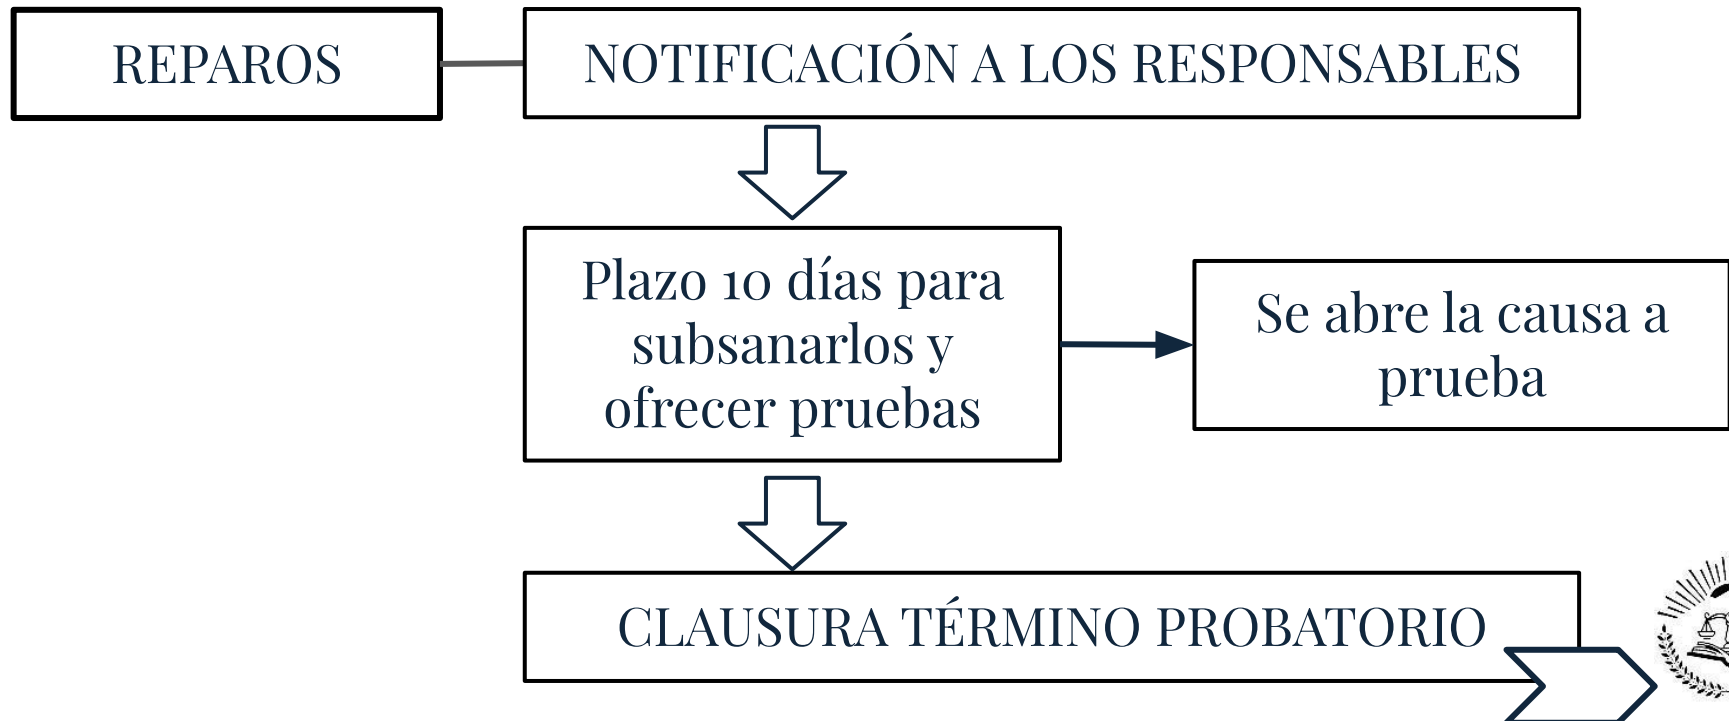 REPAROS
NOTIFICACIÓN A LOS RESPONSABLES
Plazo 10 días para
subsanarlos y
ofrecer pruebas
Se abre la causa a
prueba
CLAUSURA TÉRMINO PROBATORIO